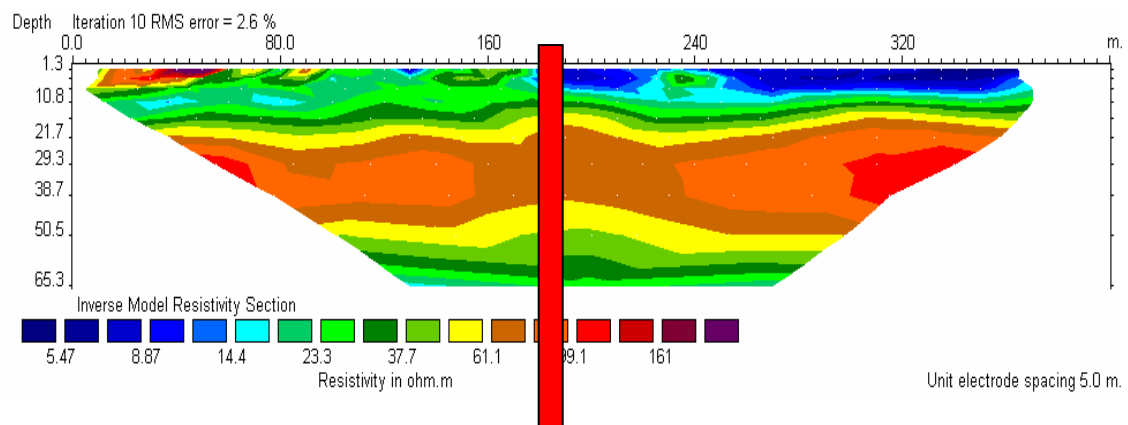 Depth Iteration 10 RMS error = 2.6 %
0.0 80.0 160 240 320 m.
1.3
10.8
21.7
29.3
38.7
50.5
65.3
Inverse Model Resistivity Section
5.47 8.87 14.4 23.3 37.7 61.1 99.1 161
Resistivity in ohm.m Unit electrode spacing 5.0 m.